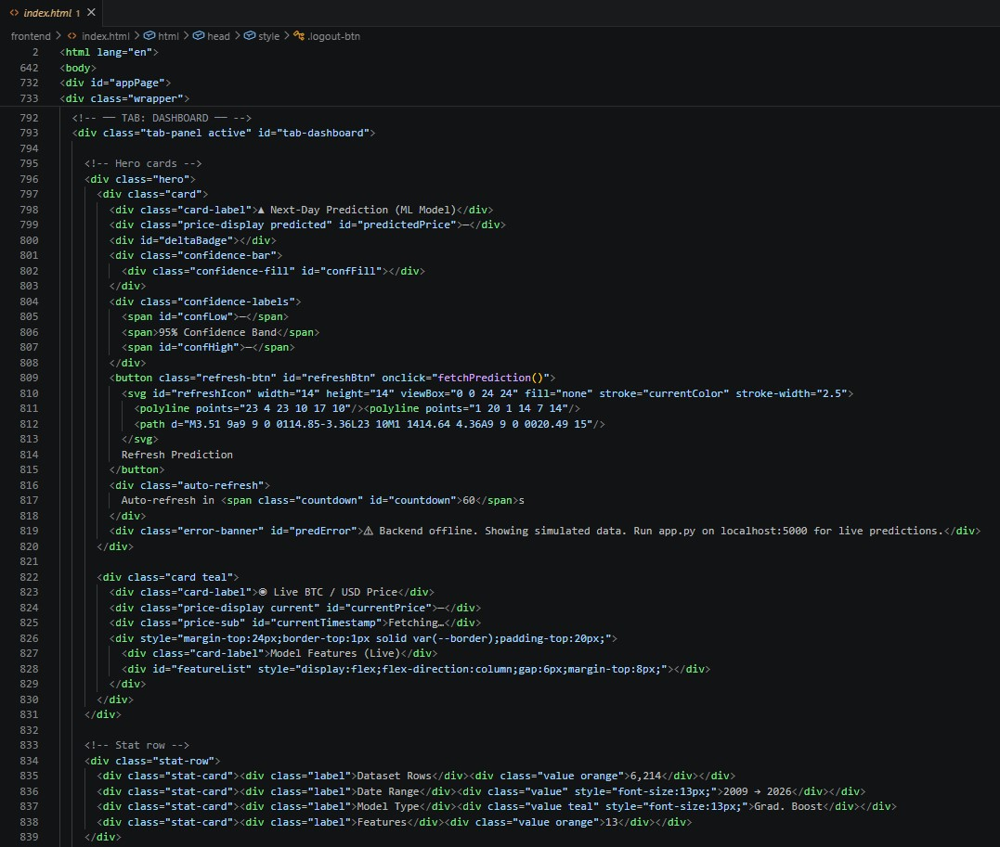 index.html 1
frontend > index.html > html > head > style > .logout-btn
2 <html lang="en">
642 <body>
732 <div id="appPage">
733 <div class="wrapper">
792 <!-- ── TAB: DASHBOARD ── -->
793 <div class="tab-panel active" id="tab-dashboard">
794
795 <!-- Hero cards -->
796 <div class="hero">
797 <div class="card">
798 <div class="card-label">▲ Next-Day Prediction (ML Model)</div>
799 <div class="price-display predicted" id="predictedPrice">—</div>
800 <div id="deltaBadge"></div>
801 <div class="confidence-bar">
802 <div class="confidence-fill" id="confFill"></div>
803 </div>
804 <div class="confidence-labels">
805 <span id="confLow">—</span>
806 <span>95% Confidence Band</span>
807 <span id="confHigh">—</span>
808 </div>
809 <button class="refresh-btn" id="refreshBtn" onclick="fetchPrediction()">
810 <svg id="refreshIcon" width="14" height="14" viewBox="0 0 24 24" fill="none" stroke="currentColor" stroke-width="2.5">
811 <polyline points="23 4 23 10 17 10"/><polyline points="1 20 1 14 7 14"/>
812 <path d="M3.51 9a9 9 0 0114.85-3.36L23 10M1 14l4.64 4.36A9 9 0 0020.49 15"/>
813 </svg>
814 Refresh Prediction
815 </button>
816 <div class="auto-refresh">
817 Auto-refresh in <span class="countdown" id="countdown">60</span>s
818 </div>
819 <div class="error-banner" id="predError">⚠ Backend offline. Showing simulated data. Run app.py on localhost:5000 for live predictions.</div>
820 </div>
821
822 <div class="card teal">
823 <div class="card-label">◉ Live BTC / USD Price</div>
824 <div class="price-display current" id="currentPrice">—</div>
825 <div class="price-sub" id="currentTimestamp">Fetching…</div>
826 <div style="margin-top:24px;border-top:1px solid var(--border);padding-top:20px;">
827 <div class="card-label">Model Features (Live)</div>
828 <div id="featureList" style="display:flex;flex-direction:column;gap:6px;margin-top:8px;"></div>
829 </div>
830 </div>
831 </div>
832
833 <!-- Stat row -->
834 <div class="stat-row">
835 <div class="stat-card"><div class="label">Dataset Rows</div><div class="value orange">6,214</div></div>
836 <div class="stat-card"><div class="label">Date Range</div><div class="value" style="font-size:13px;">2009 → 2026</div></div>
837 <div class="stat-card"><div class="label">Model Type</div><div class="value teal" style="font-size:13px;">Grad. Boost</div></div>
838 <div class="stat-card"><div class="label">Features</div><div class="value orange">13</div></div>
839 </div>